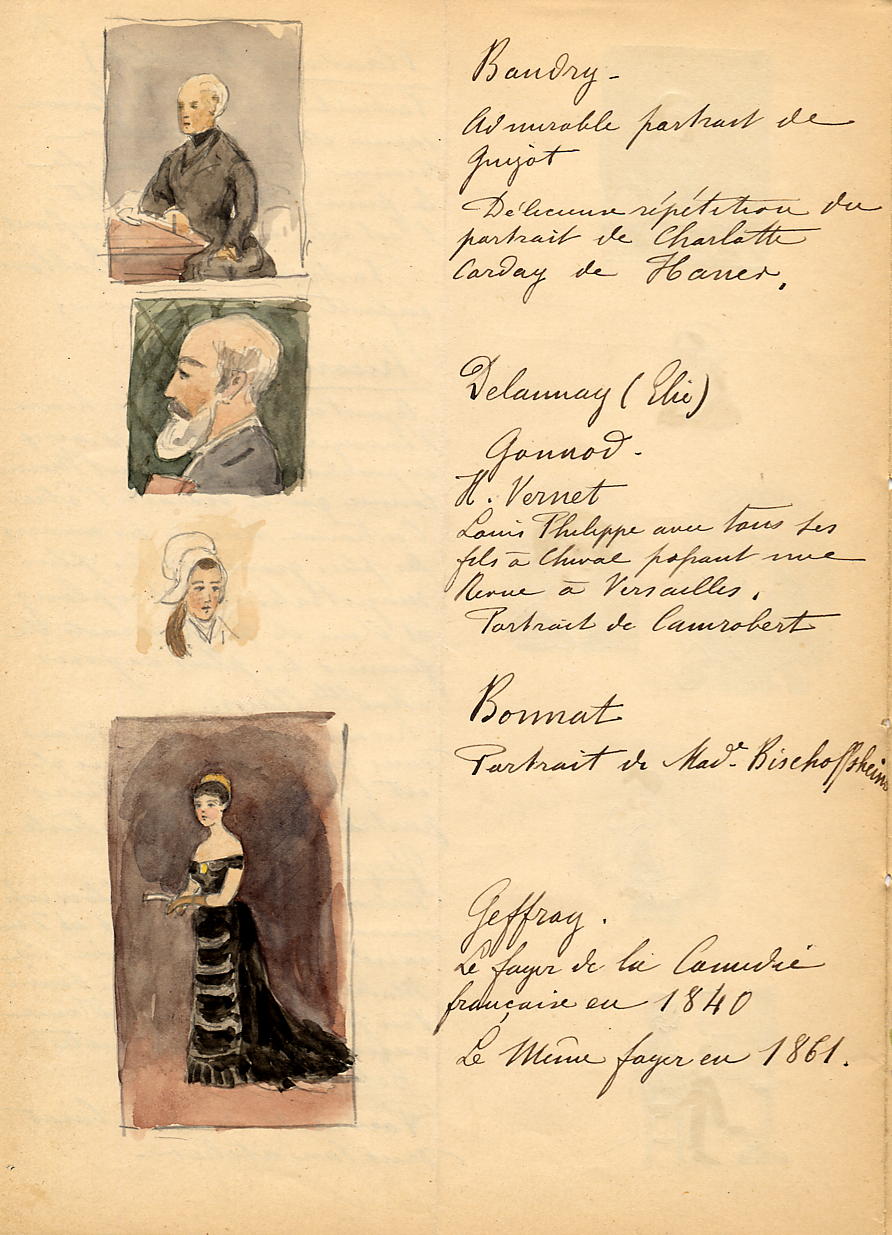 Baudry -
Admirable portrait de
Guizot
Délicieuse répétition du
portrait de Charlotte
Corday de Hauer.
Delaunay (Elie)
Gounod -
H. Vernet
Louis Philippe avec tous ses
fils à cheval passant une
Revue à Versailles.
Portrait de Canrobert
Bonnat
Portrait de Made. Bischoffsheim
Geffroy.
Le foyer de la Comédie
française en 1840
Le Même foyer en 1861.